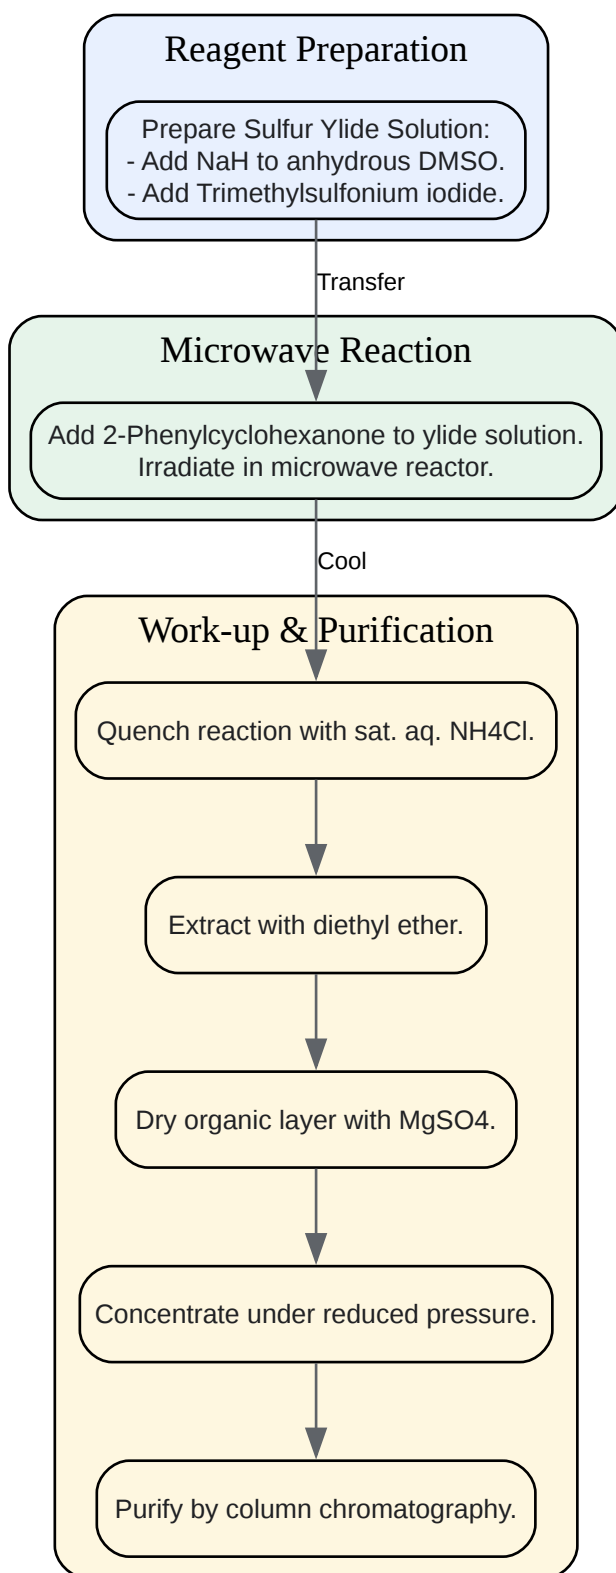 Reagent Preparation
Prepare Sulfur Ylide Solution:
- Add NaH to anhydrous DMSO.
- Add Trimethylsulfonium iodide.
Transfer
Microwave Reaction
Add 2-Phenylcyclohexanone to ylide solution.
Irradiate in microwave reactor.
Cool
Work-up & Purification
Quench reaction with sat. aq. NH4Cl.
Extract with diethyl ether.
Dry organic layer with MgSO4.
Concentrate under reduced pressure.
Purify by column chromatography.